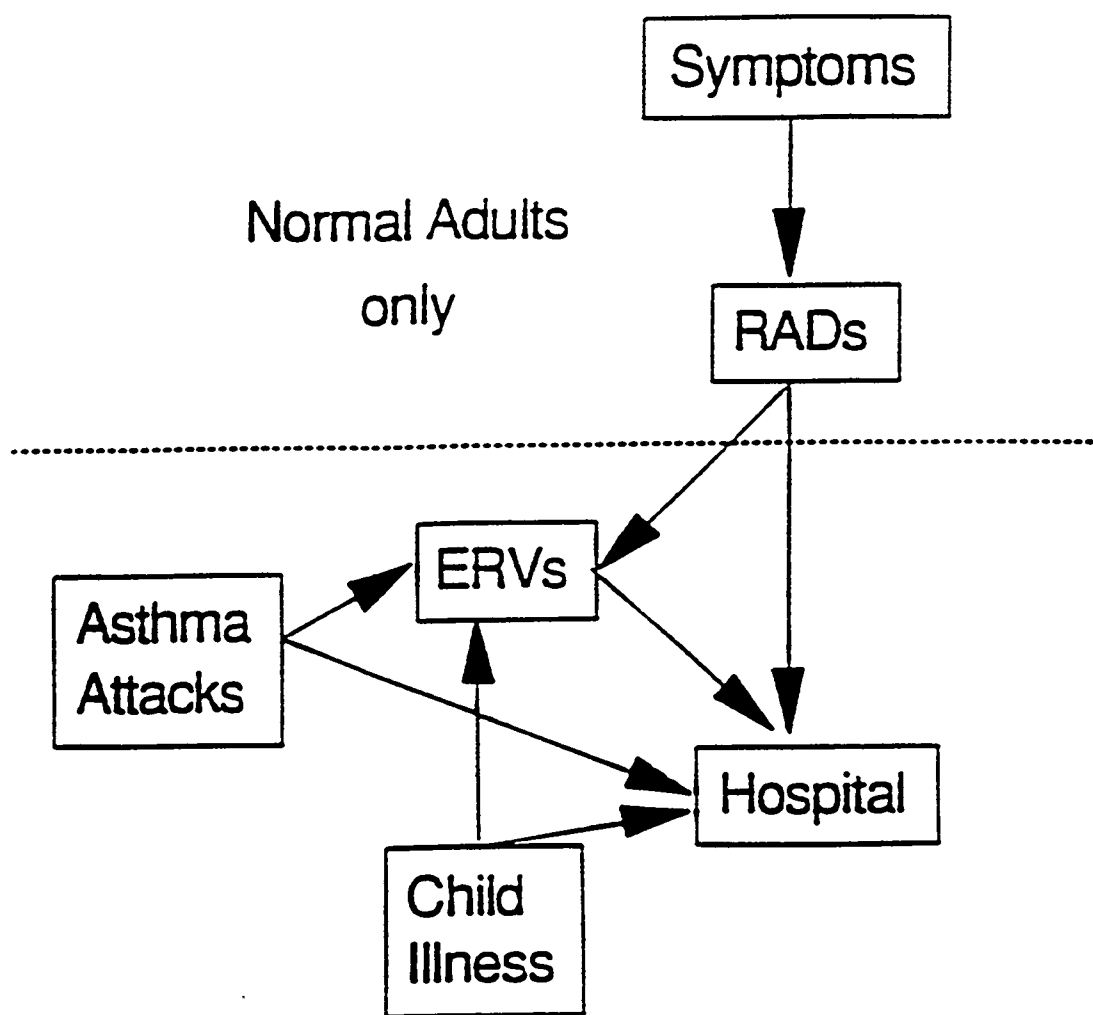 Symptoms
Normal Adults
only
RADs
ERVs
Asthma
Attacks
Hospital
Child
Illness